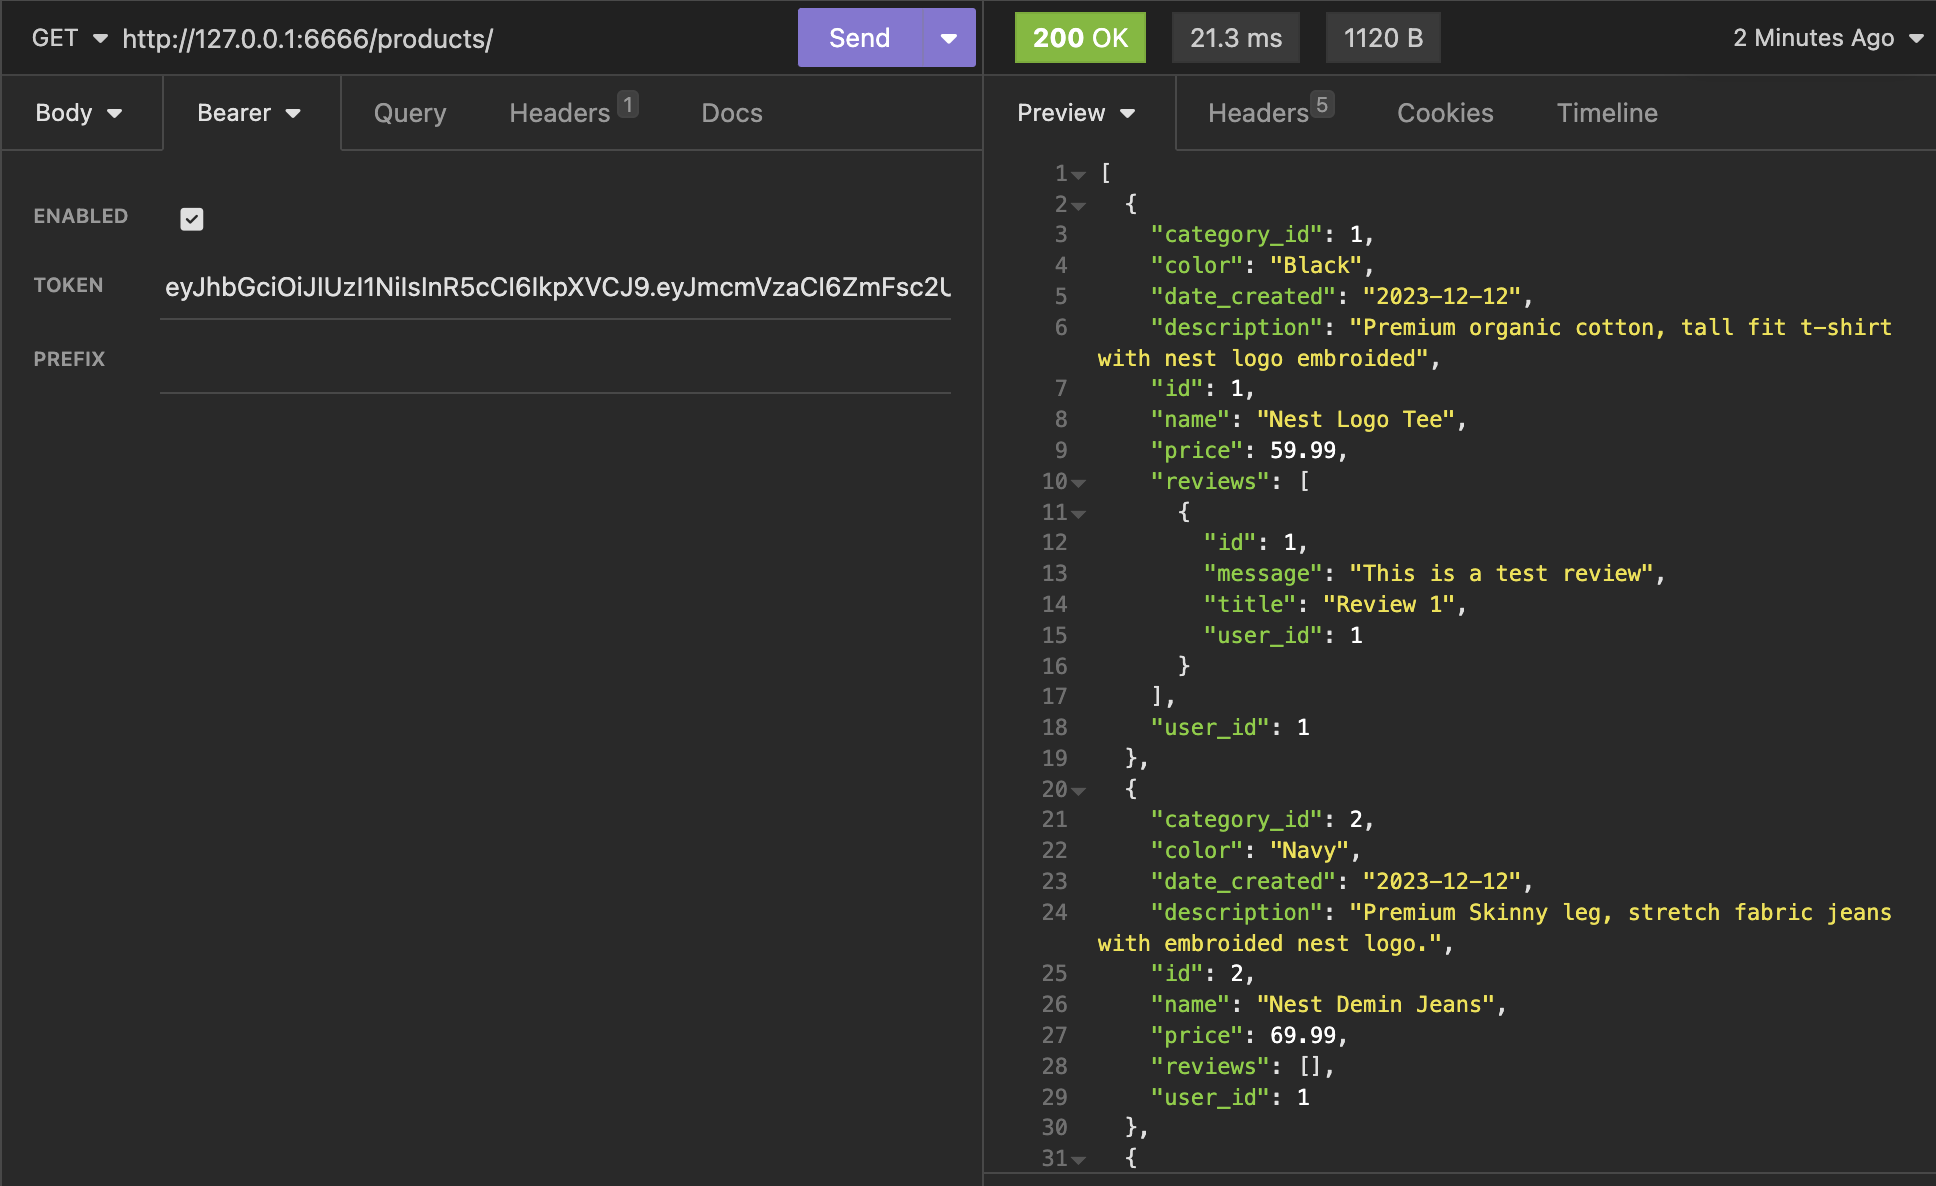 GET http://127.0.0.1:6666/products/ Send
Body Bearer Query Headers 1 Docs
ENABLED
TOKEN eyJhbGciOiJIUzI1NiIsInR5cCI6IkpXVCJ9.eyJmcmVzaCI6ZmFsc2U
PREFIX
200 OK 21.3 ms 1120 B 2 Minutes Ago
Preview Headers 5 Cookies Timeline
1 [
2 {
3 "category_id": 1,
4 "color": "Black",
5 "date_created": "2023-12-12",
6 "description": "Premium organic cotton, tall fit t-shirt
with nest logo embroided",
7 "id": 1,
8 "name": "Nest Logo Tee",
9 "price": 59.99,
10 "reviews": [
11 {
12 "id": 1,
13 "message": "This is a test review",
14 "title": "Review 1",
15 "user_id": 1
16 }
17 ],
18 "user_id": 1
19 },
20 {
21 "category_id": 2,
22 "color": "Navy",
23 "date_created": "2023-12-12",
24 "description": "Premium Skinny leg, stretch fabric jeans
with embroided nest logo.",
25 "id": 2,
26 "name": "Nest Demin Jeans",
27 "price": 69.99,
28 "reviews": [],
29 "user_id": 1
30 },
31 {